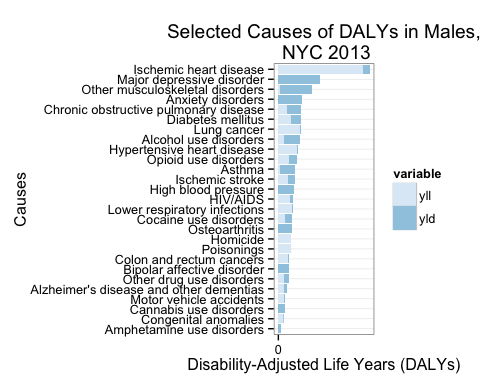 Selected Causes of DALYs in Males,
NYC 2013
Causes
Ischemic heart disease
Major depressive disorder
Other musculoskeletal disorders
Anxiety disorders
Chronic obstructive pulmonary disease
Diabetes mellitus
Lung cancer
Alcohol use disorders
Hypertensive heart disease
Opioid use disorders
Asthma
Ischemic stroke
High blood pressure
HIV/AIDS
Lower respiratory infections
Cocaine use disorders
Osteoarthritis
Homicide
Poisonings
Colon and rectum cancers
Bipolar affective disorder
Other drug use disorders
Alzheimer's disease and other dementias
Motor vehicle accidents
Cannabis use disorders
Congenital anomalies
Amphetamine use disorders
0
Disability-Adjusted Life Years (DALYs)
variable
yll
yld